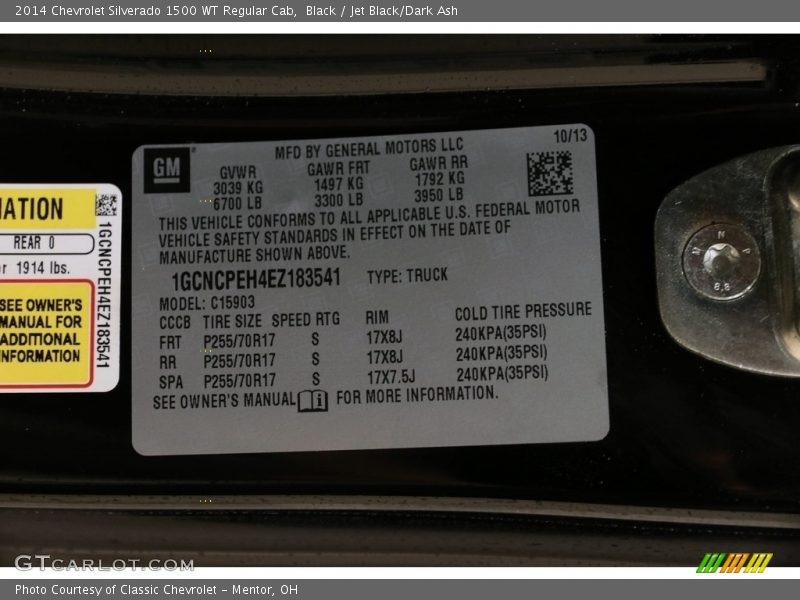 2014 Chevrolet Silverado 1500 WT Regular Cab, Black / Jet Black/Dark Ash
MATION
REAR 0
or 1914 lbs.
SEE OWNER'S
MANUAL FOR
ADDITIONAL
INFORMATION
1GCNCPEH4EZ183541
GM
MFD BY GENERAL MOTORS LLC
10/13
GVWR GAWR FRT GAWR RR
3039 KG 1497 KG 1792 KG
6700 LB 3300 LB 3950 LB
THIS VEHICLE CONFORMS TO ALL APPLICABLE U.S. FEDERAL MOTOR
VEHICLE SAFETY STANDARDS IN EFFECT ON THE DATE OF
MANUFACTURE SHOWN ABOVE.
1GCNCPEH4EZ183541 TYPE: TRUCK
MODEL: C15903
CCCB TIRE SIZE SPEED RTG RIM COLD TIRE PRESSURE
FRT P255/70R17 S 17X8J 240KPA(35PSI)
RR P255/70R17 S 17X8J 240KPA(35PSI)
SPA P255/70R17 S 17X7.5J 240KPA(35PSI)
SEE OWNER'S MANUAL i FOR MORE INFORMATION.
8.8
GTCARLOT.COM
Photo Courtesy of Classic Chevrolet - Mentor, OH